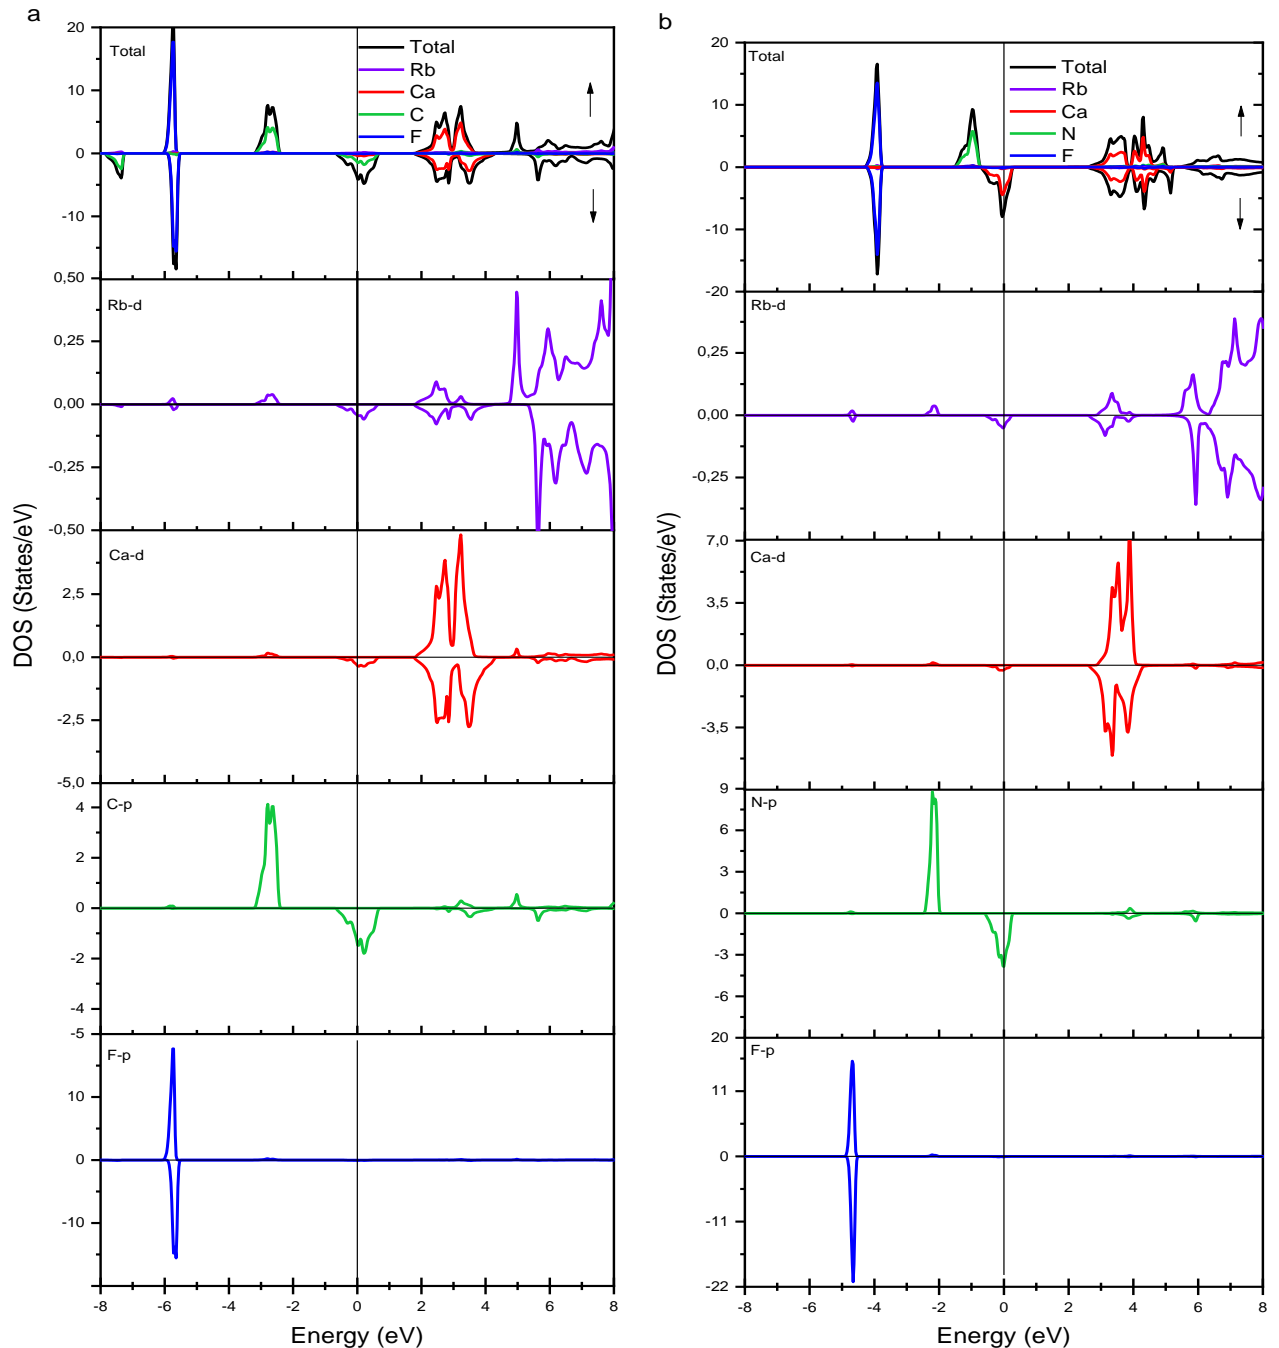 a
20
10
0
-10
Total
Total
Rb
Ca
C
F
0,50
0,25
0,00
-0,25
-0,50
Rb-d
2,5
0,0
-2,5
-5,0
Ca-d
4
2
0
-2
-4
-5
C-p
10
0
-10
F-p
-8
-6
-4
-2
0
2
4
6
8
Energy (eV)
DOS (States/eV)
b
20
10
0
-10
-20
Total
Total
Rb
Ca
N
F
0,25
0,00
-0,25
Rb-d
7,0
3,5
0,0
-3,5
Ca-d
9
6
3
0
-3
-6
N-p
20
11
0
-11
-22
F-p
-8
-6
-4
-2
0
2
4
6
8
Energy (eV)
DOS (States/eV)